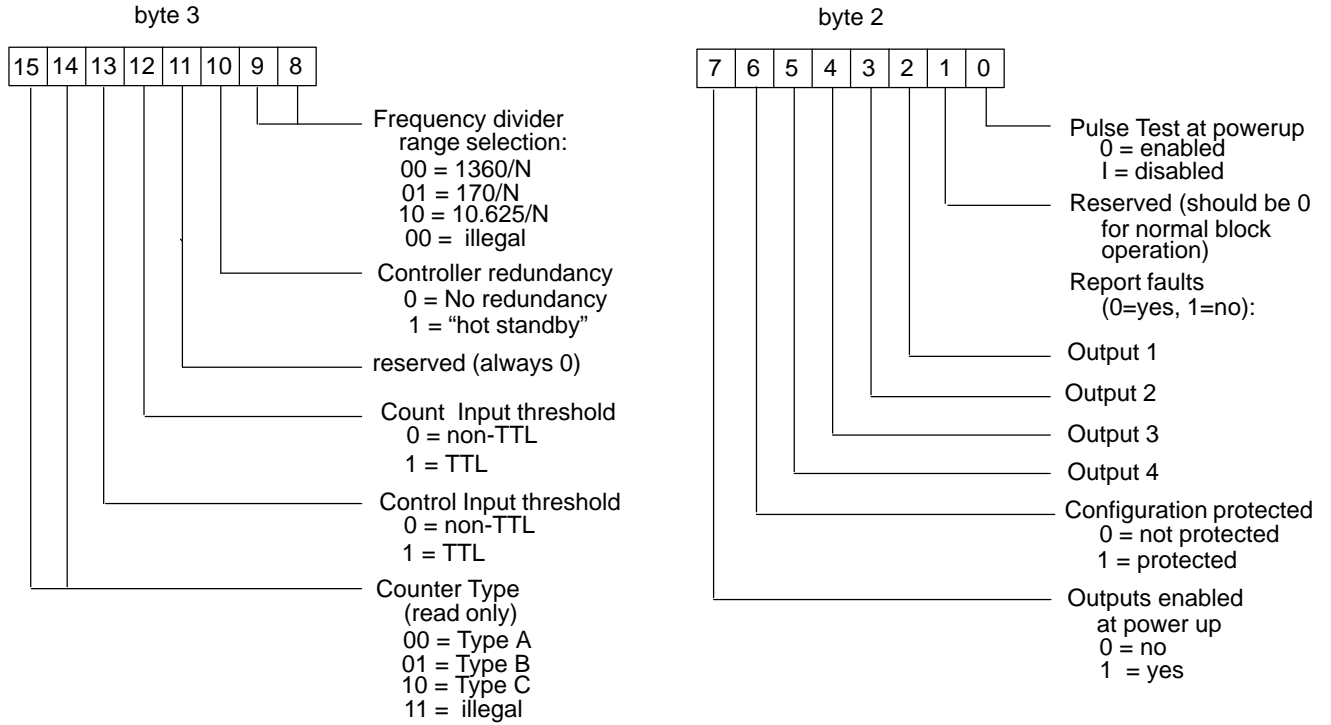 byte 3
15 14 13 12 11 10 9 8
Frequency divider
range selection:
00 = 1360/N
01 = 170/N
10 = 10.625/N
00 = illegal
Controller redundancy
0 = No redundancy
1 = “hot standby”
reserved (always 0)
Count Input threshold
0 = non-TTL
1 = TTL
Control Input threshold
0 = non-TTL
1 = TTL
Counter Type
(read only)
00 = Type A
01 = Type B
10 = Type C
11 = illegal
byte 2
7 6 5 4 3 2 1 0
Pulse Test at powerup
0 = enabled
I = disabled
Reserved (should be 0
for normal block
operation)
Report faults
(0=yes, 1=no):
Output 1
Output 2
Output 3
Output 4
Configuration protected
0 = not protected
1 = protected
Outputs enabled
at power up
0 = no
1 = yes